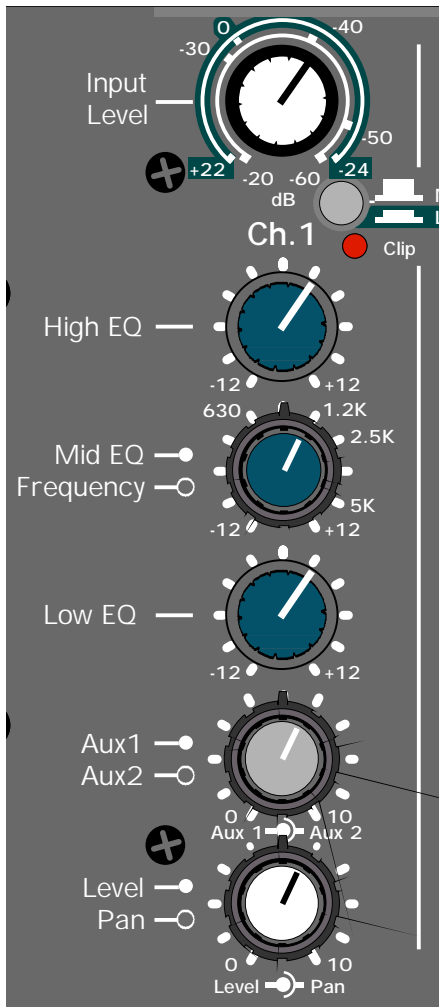 0 -40
-30
Input
Level
-50
+22 -20 -60 -24
dB
Ch.1
Clip
High EQ
-12 +12
630 1.2K
2.5K
Mid EQ
Frequency
5K
-12 +12
Low EQ
-12 +12
Aux1
Aux2
0 10
Aux 1 Aux 2
Level
Pan
0 10
Level Pan